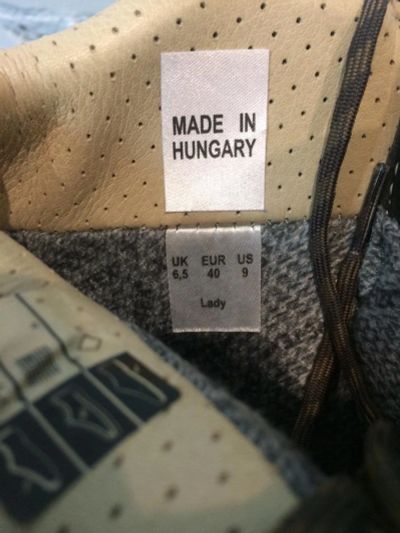 MADE IN
HUNGARY
UK EUR US
6,5 40 9
Lady